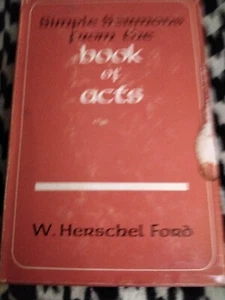 Simple Sermons
From the
book of
acts
W. Herschel Ford